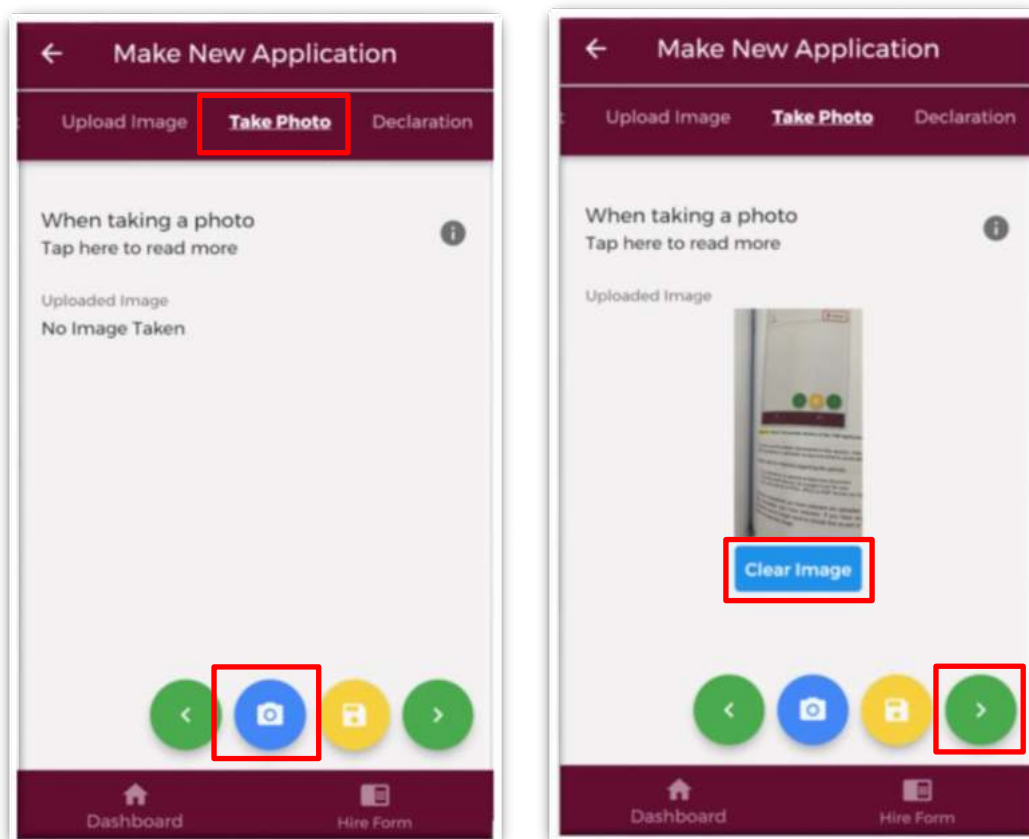 Make New Application
Upload Image Take Photo Declaration
When taking a photo
Tap here to read more
Uploaded Image
No Image Taken
Dashboard Hire Form
Make New Application
Upload Image Take Photo Declaration
When taking a photo
Tap here to read more
Uploaded Image
Clear Image
Dashboard Hire Form